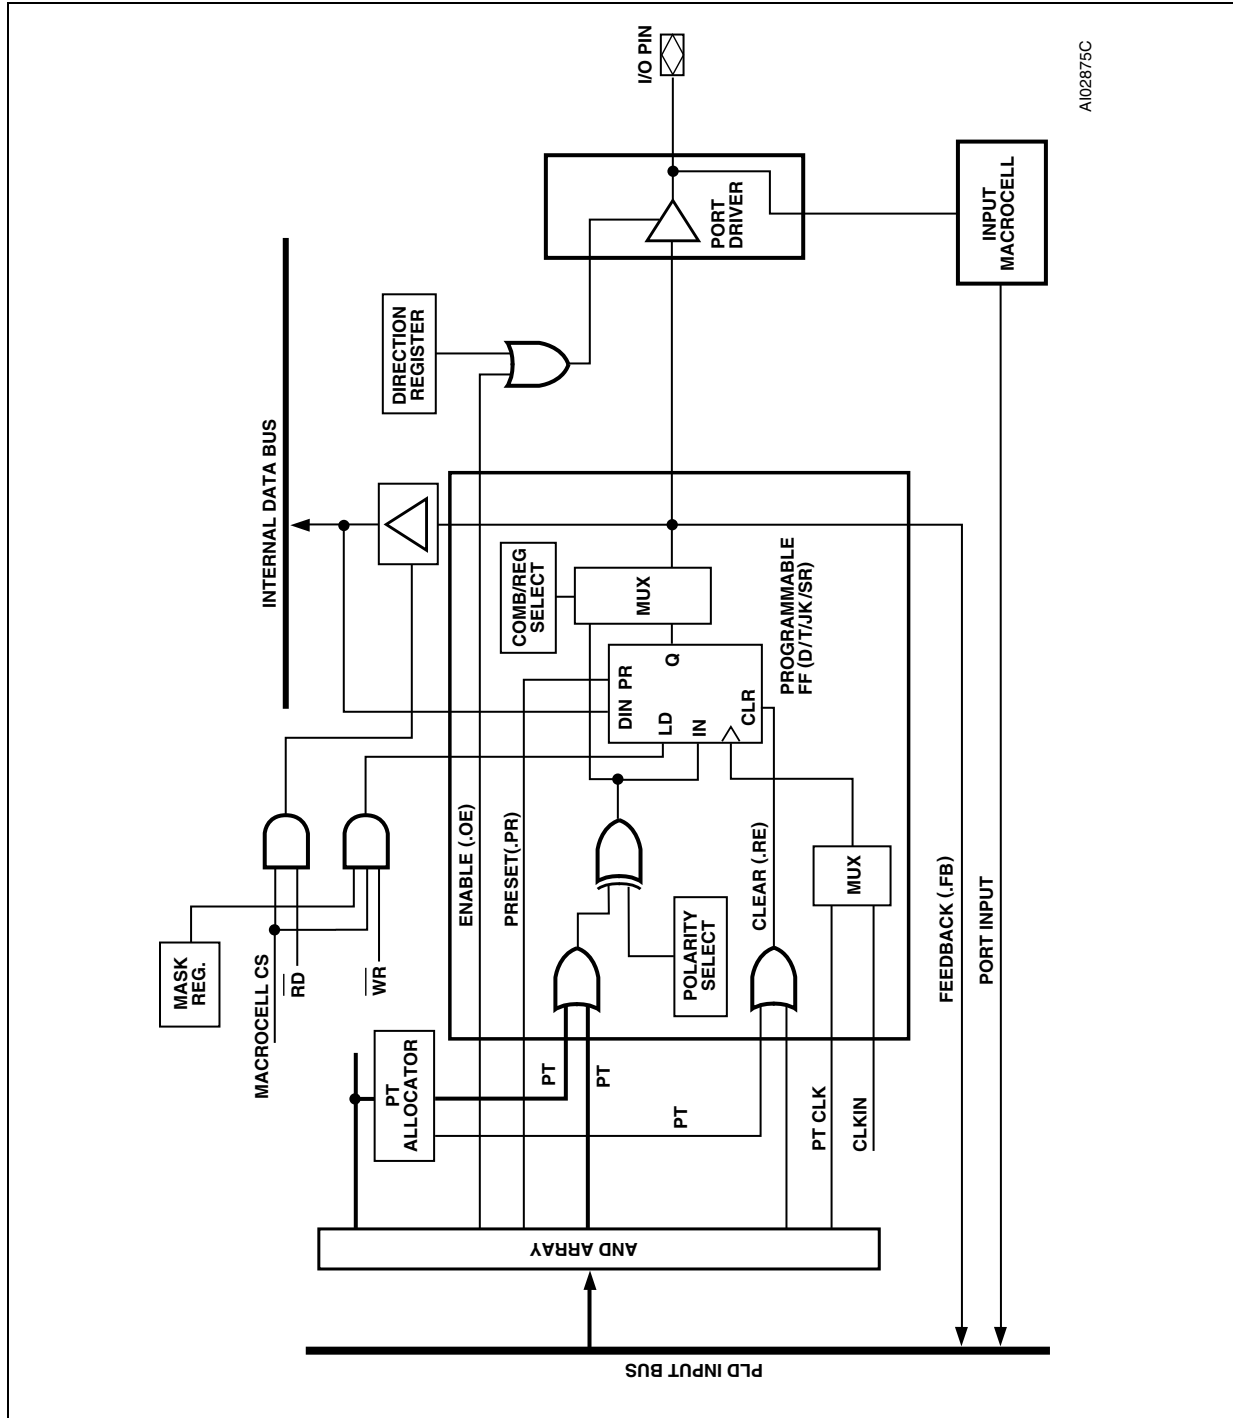 MASK
REG.
MACROCELL CS
RD
WR
INTERNAL DATA BUS
DIRECTION
REGISTER
I/O PIN
AI02875C
PT
ALLOCATOR
ENABLE (.OE)
PRESET(.PR)
COMB/REG
SELECT
MUX
DIN PR
LD
Q
IN
CLR
PROGRAMMABLE
FF (D/T/JK/SR)
PORT
DRIVER
INPUT
MACROCELL
PT
PT
PT
POLARITY
SELECT
CLEAR (.RE)
MUX
PT CLK
CLKIN
FEEDBACK (.FB)
PORT INPUT
AND ARRAY
PLD INPUT BUS